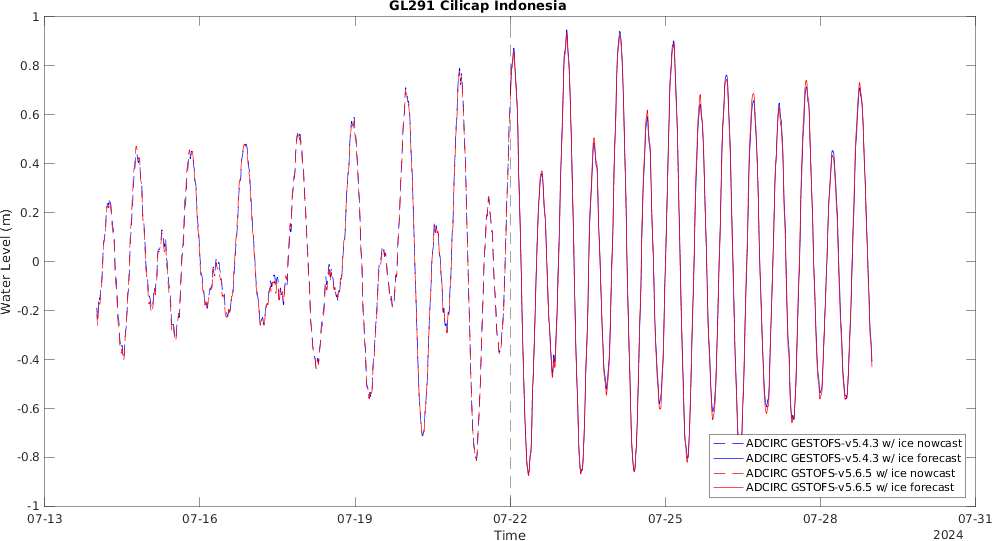 GL291 Cilicap Indonesia
1
0.8
0.6
0.4
0.2
0
-0.2
-0.4
-0.6
-0.8
-1
Water Level (m)
ADCIRC GESTOFS-v5.4.3 w/ ice nowcast
ADCIRC GESTOFS-v5.4.3 w/ ice forecast
ADCIRC GSTOFS-v5.6.5 w/ ice nowcast
ADCIRC GSTOFS-v5.6.5 w/ ice forecast
07-13 07-16 07-19 07-22 07-25 07-28 07-31
Time
2024